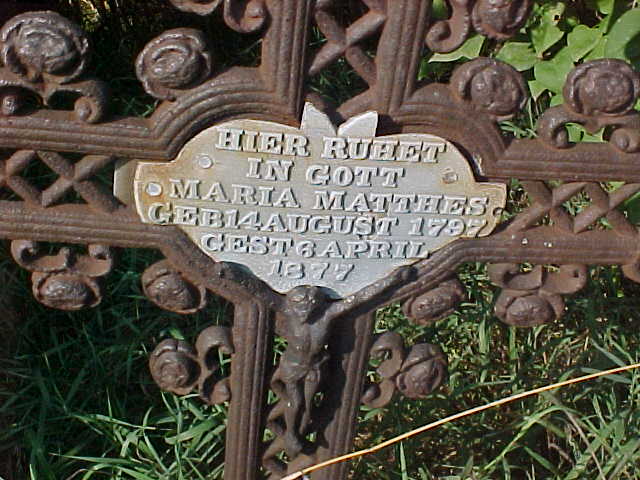 HIER RUHET
IN GOTT
MARIA MATTHES
GEB 14 AUGUST 1797
GEST 6 APRIL
1877